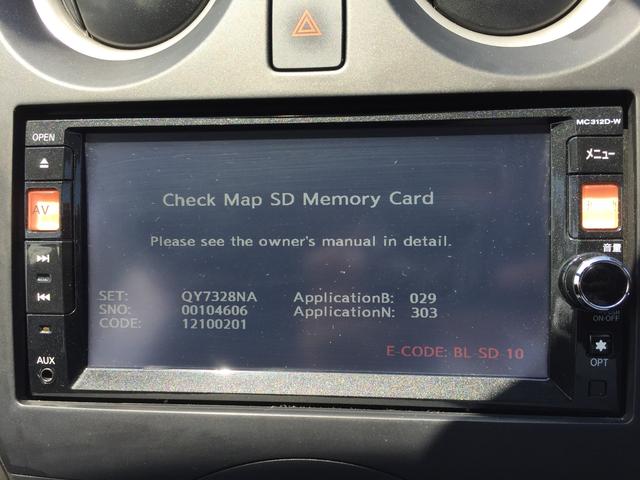 OPEN
MC312D-W
メニュー
AV
音量
AUX
OPT
Check Map SD Memory Card
Please see the owner's manual in detail.
SET: QY7328NA ApplicationB: 029
SNO: 00104606 ApplicationN: 303
CODE: 12100201
E-CODE: BL SD 10
ON·OFF